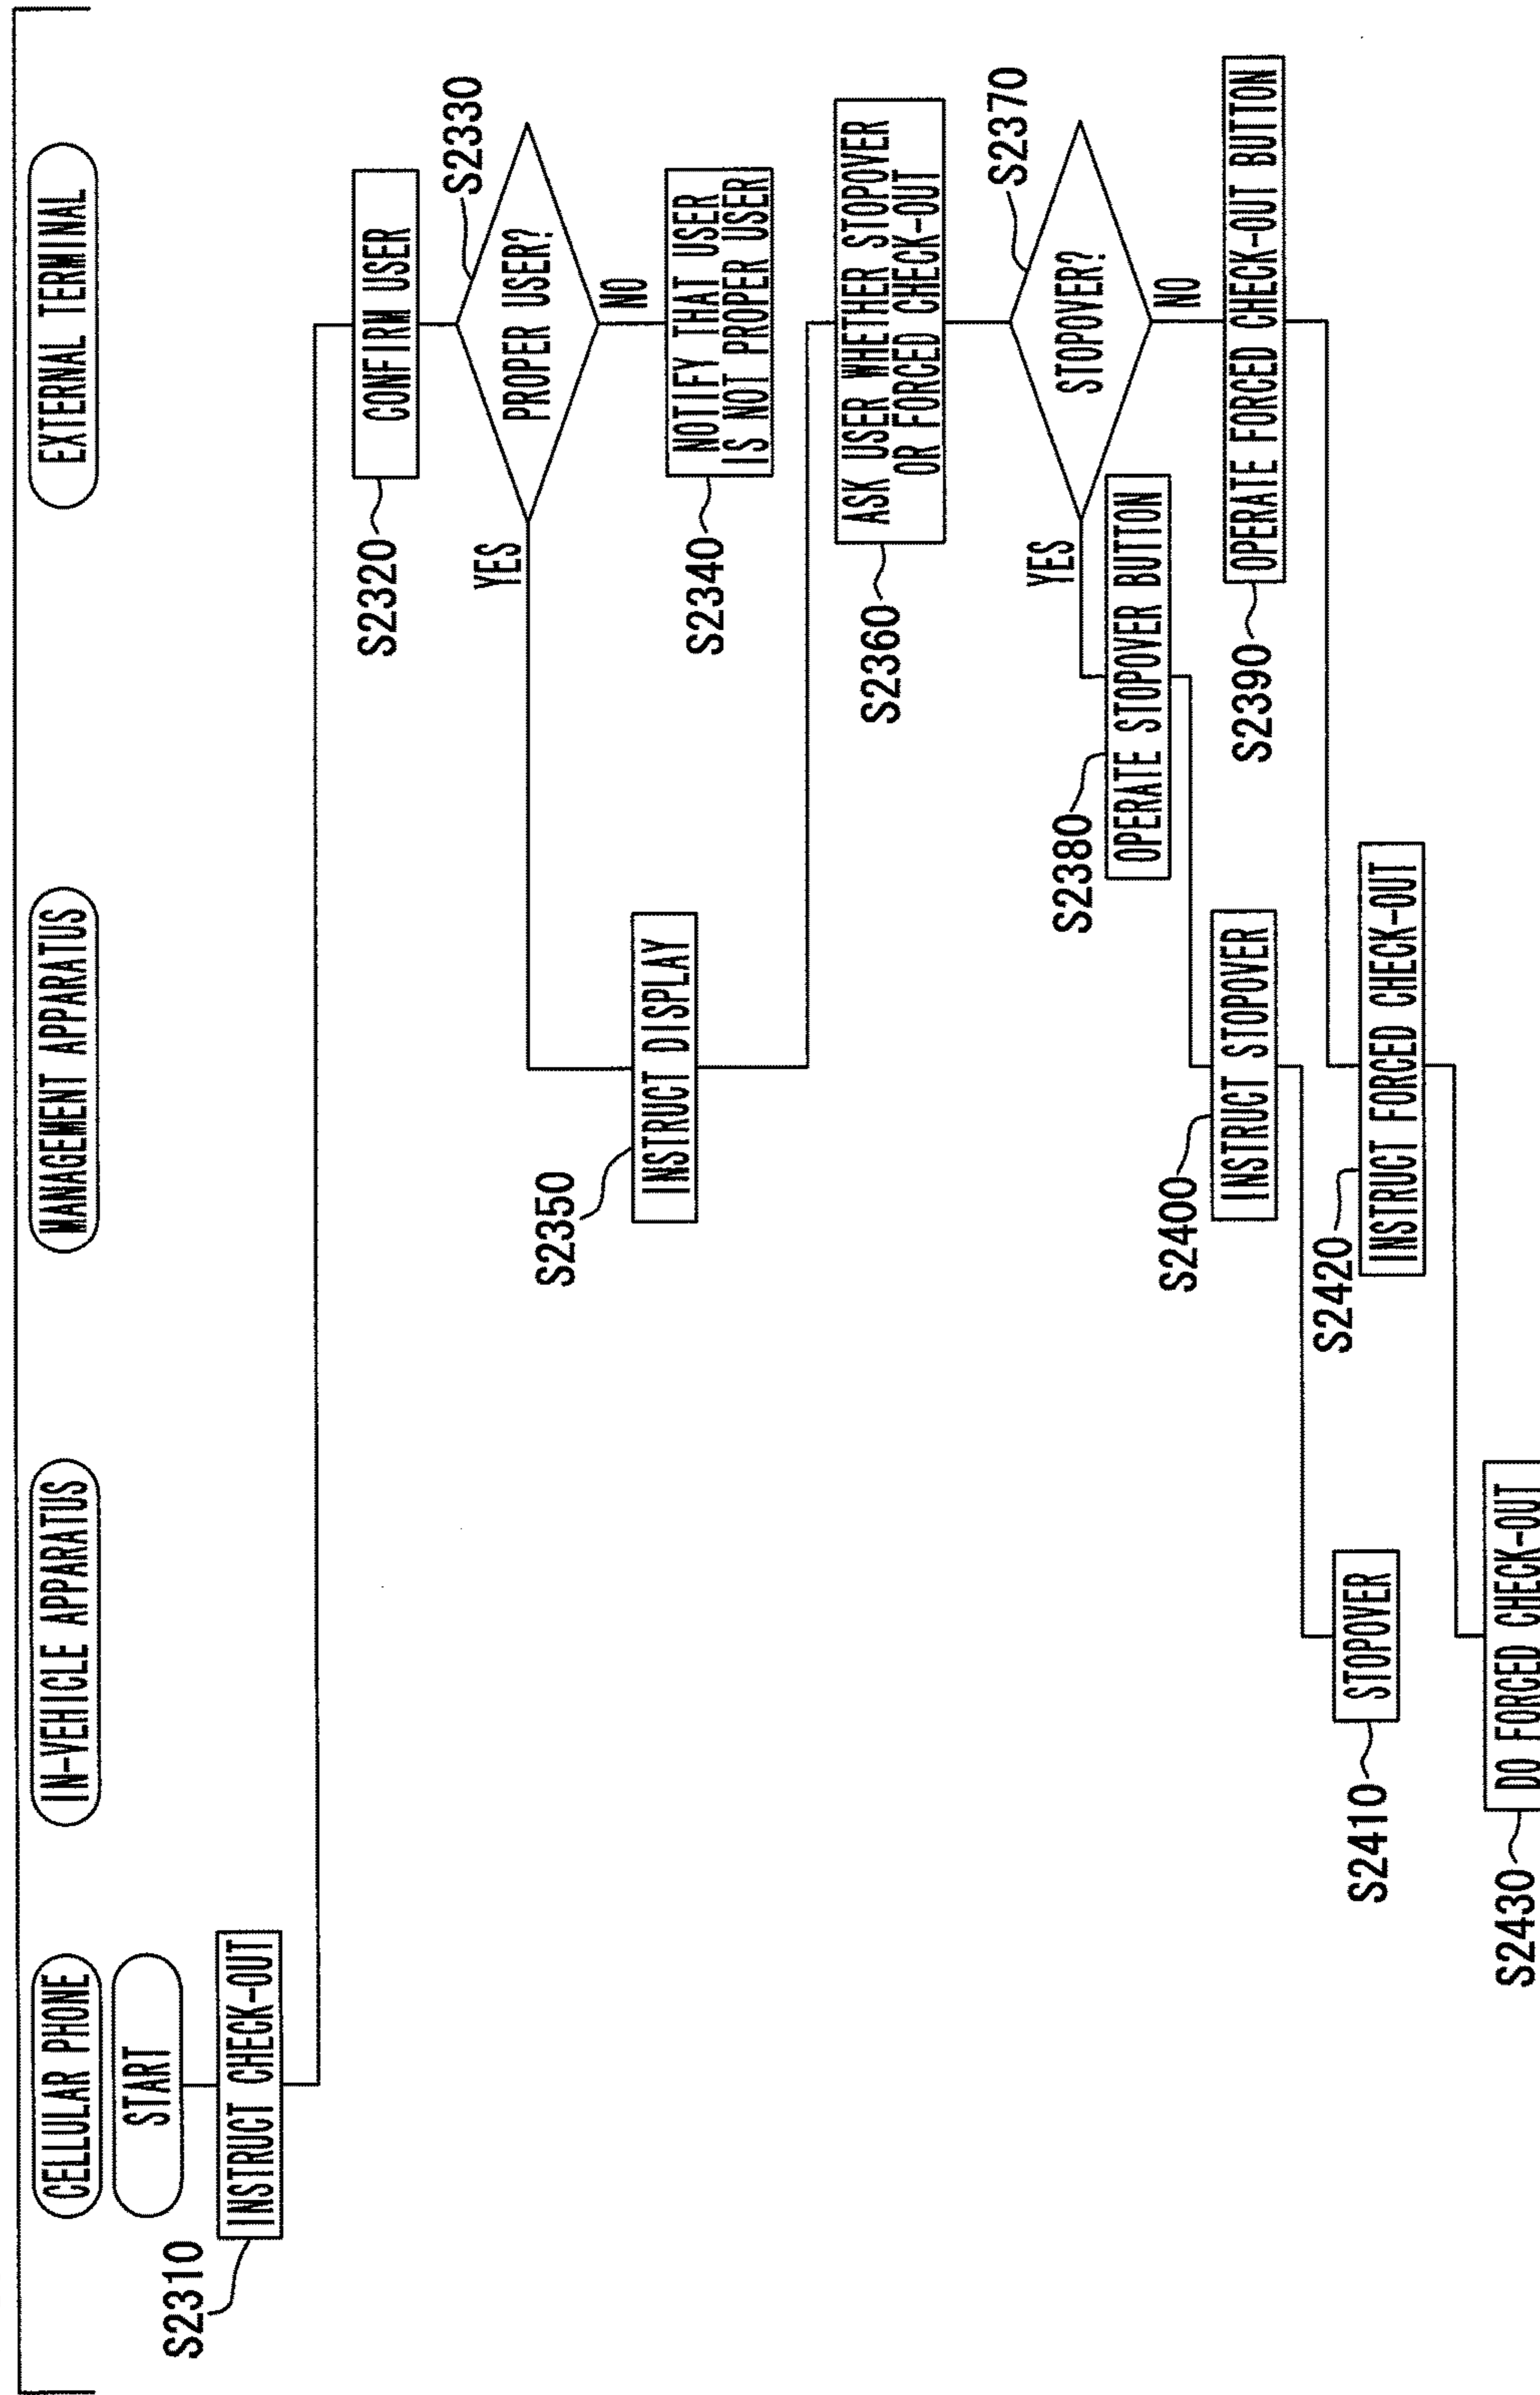 CELLULAR PHONE
IN-VEHICLE APPARATUS
MANAGEMENT APPARATUS
EXTERNAL TERMINAL
START
S2310
INSTRUCT CHECK-OUT
S2320
CONFIRM USER
S2330
PROPER USER?
YES
NO
S2340
NOTIFY THAT USER
IS NOT PROPER USER
S2350
INSTRUCT DISPLAY
S2360
ASK USER WHETHER STOPOVER
OR FORCED CHECK-OUT
S2370
STOPOVER?
YES
NO
S2380
OPERATE STOPOVER BUTTON
S2390
OPERATE FORCED CHECK-OUT BUTTON
S2400
INSTRUCT STOPOVER
S2410
STOPOVER
S2420
INSTRUCT FORCED CHECK-OUT
S2430
DO FORCED CHECK-OUT